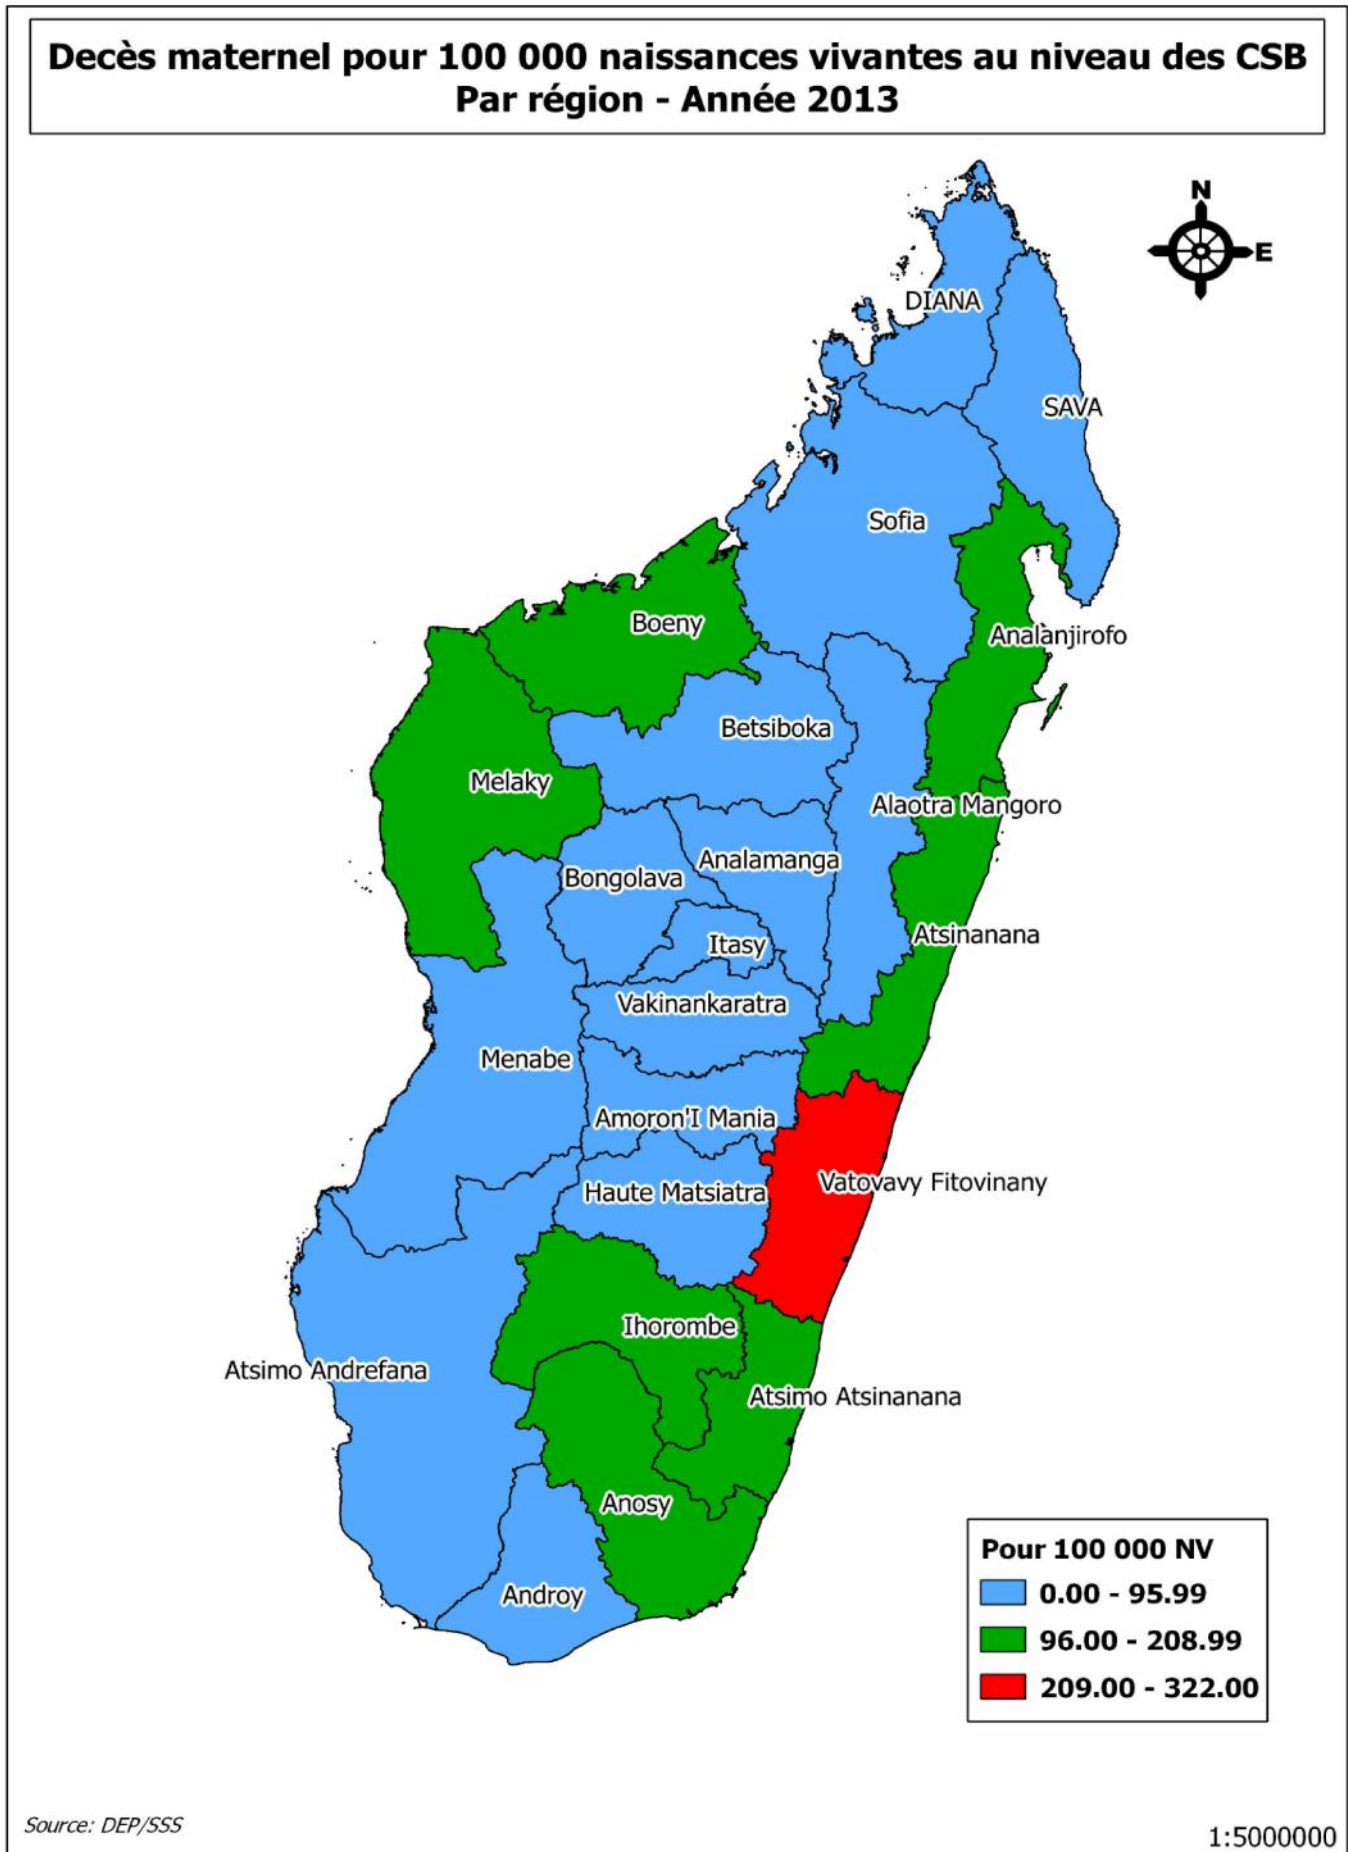 Decès maternel pour 100 000 naissances vivantes au niveau des CSB
Par région - Année 2013
N
E
DIANA
SAVA
Sofia
Boeny
Analanjirofo
Betsiboka
Melaky
Alaotra Mangoro
Analamanga
Bongolava
Atsinanana
Itasy
Vakinankaratra
Menabe
Amoron'I Mania
Vatovavy Fitovinany
Haute Matsiatra
Ihorombe
Atsimo Andrefana
Atsimo Atsinanana
Anosy
Androy
Pour 100 000 NV
0.00 - 95.99
96.00 - 208.99
209.00 - 322.00
Source: DEP/SSS
1:5000000